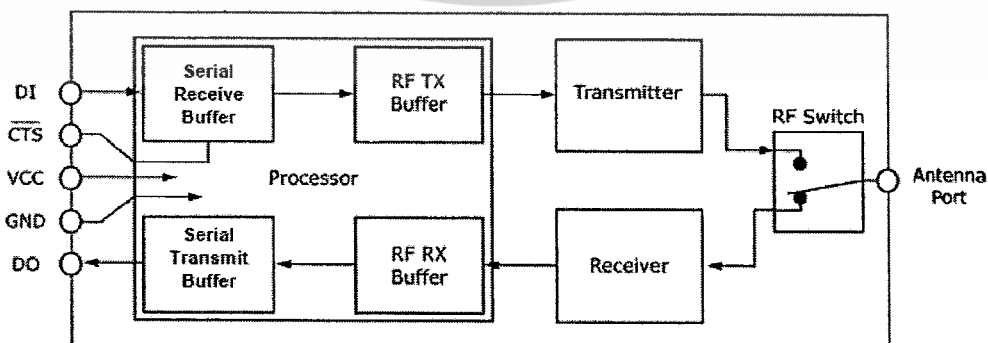 DI
C̅T̅S̅
VCC
GND
DO
Serial
Receive
Buffer
RF TX
Buffer
Transmitter
RF Switch
Processor
Antenna
Port
Serial
Transmit
Buffer
RF RX
Buffer
Receiver